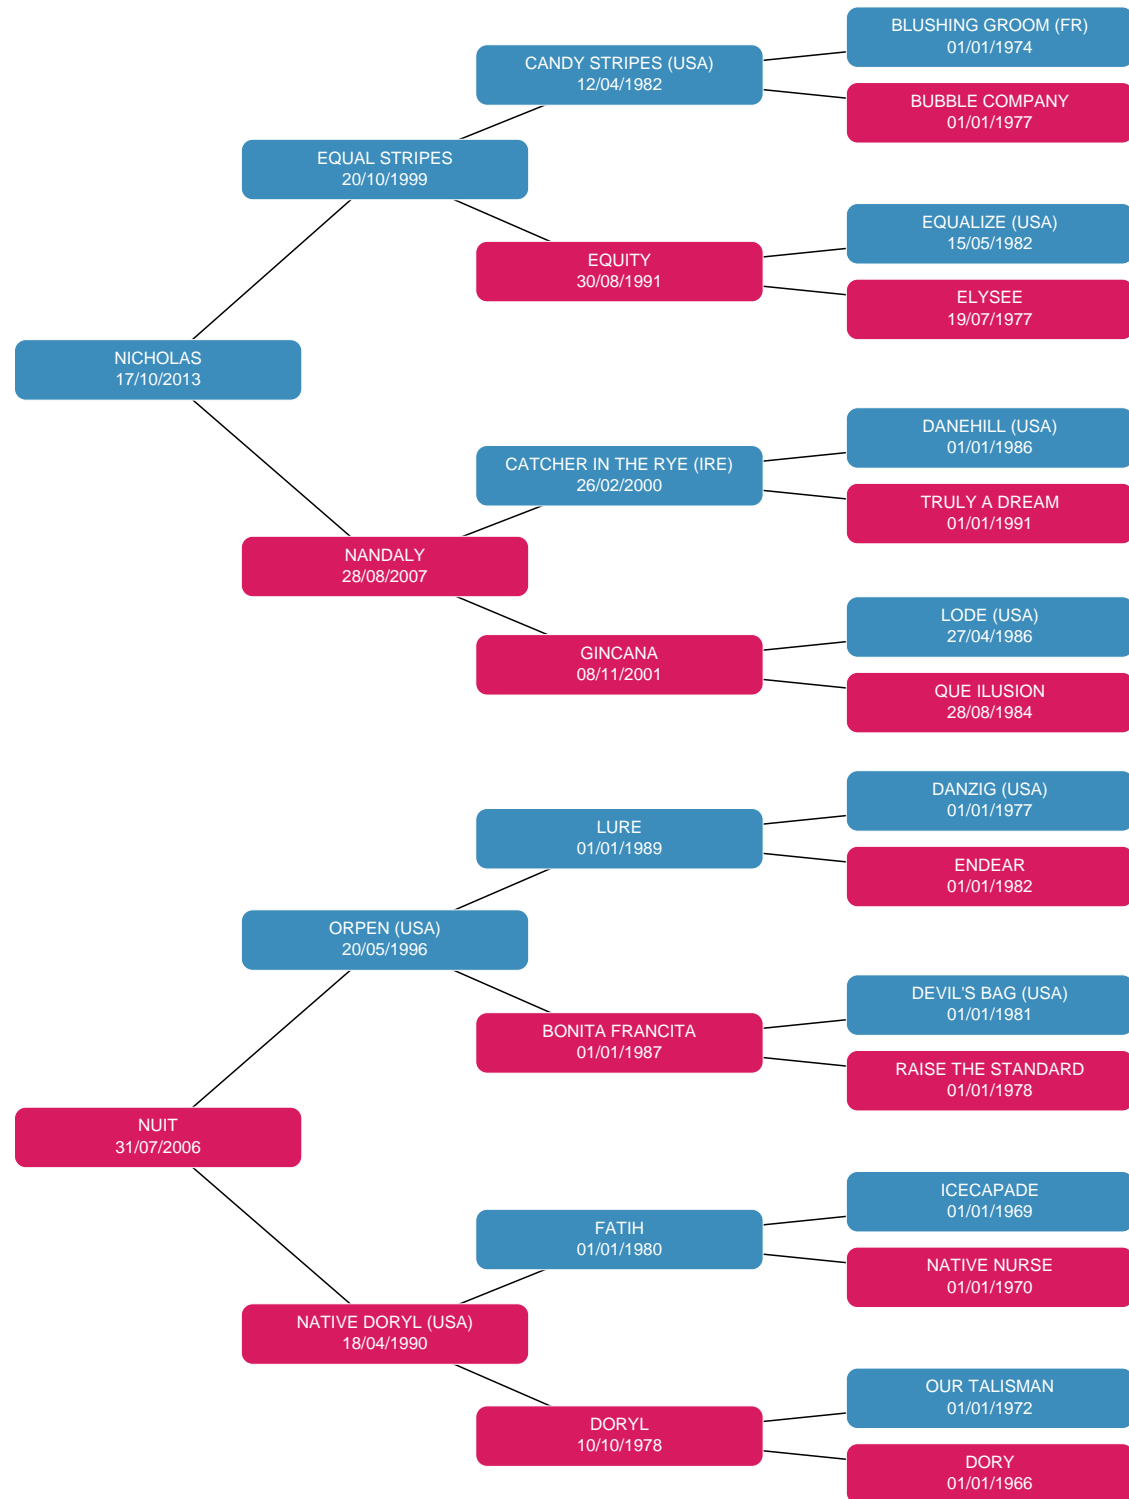 BLUSHING GROOM (FR)
01/01/1974
CANDY STRIPES (USA)
12/04/1982
BUBBLE COMPANY
01/01/1977
EQUAL STRIPES
20/10/1999
EQUALIZE (USA)
15/05/1982
EQUITY
30/08/1991
ELYSEE
19/07/1977
NICHOLAS
17/10/2013
DANEHILL (USA)
01/01/1986
CATCHER IN THE RYE (IRE)
26/02/2000
TRULY A DREAM
01/01/1991
NANDALY
28/08/2007
LODE (USA)
27/04/1986
GINCANA
08/11/2001
QUE ILUSION
28/08/1984
DANZIG (USA)
01/01/1977
LURE
01/01/1989
ENDEAR
01/01/1982
ORPEN (USA)
20/05/1996
DEVIL'S BAG (USA)
01/01/1981
BONITA FRANCITA
01/01/1987
RAISE THE STANDARD
01/01/1978
NUIT
31/07/2006
ICECAPADE
01/01/1969
FATIH
01/01/1980
NATIVE NURSE
01/01/1970
NATIVE DORYL (USA)
18/04/1990
OUR TALISMAN
01/01/1972
DORYL
10/10/1978
DORY
01/01/1966